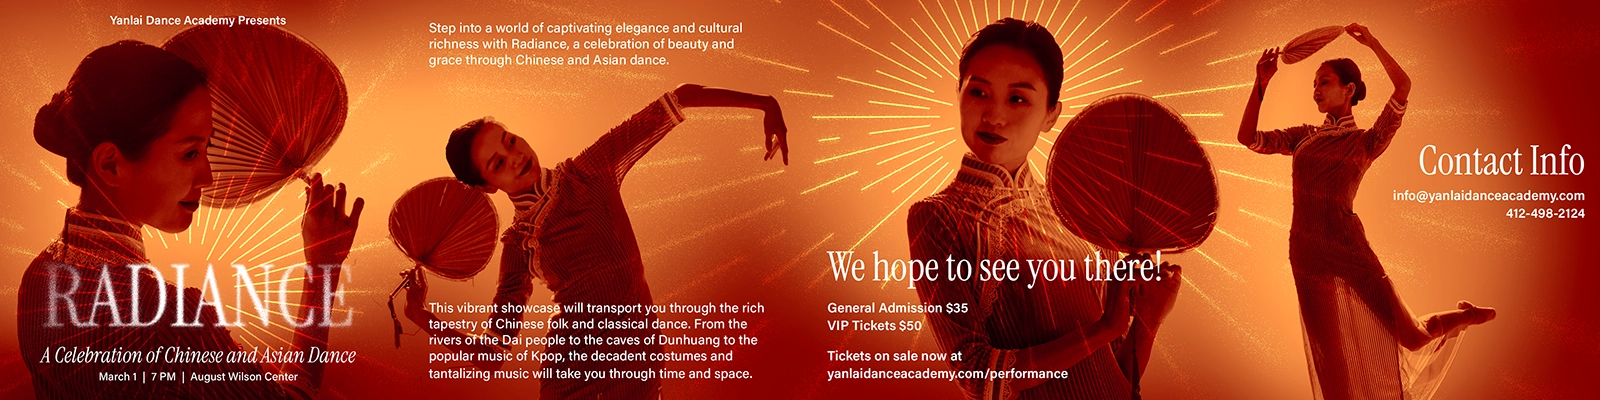 Yanlai Dance Academy Presents
RADIANCE
A Celebration of Chinese and Asian Dance
March 1 | 7 PM | August Wilson Center
Step into a world of captivating elegance and cultural
richness with Radiance, a celebration of beauty and
grace through Chinese and Asian dance.
This vibrant showcase will transport you through the rich
tapestry of Chinese folk and classical dance. From the
rivers of the Dai people to the caves of Dunhuang to the
popular music of Kpop, the decadent costumes and
tantalizing music will take you through time and space.
We hope to see you there!
General Admission $35
VIP Tickets $50
Tickets on sale now at
yanlaidanceacademy.com/performance
Contact Info
info@yanlaidanceacademy.com
412-498-2124